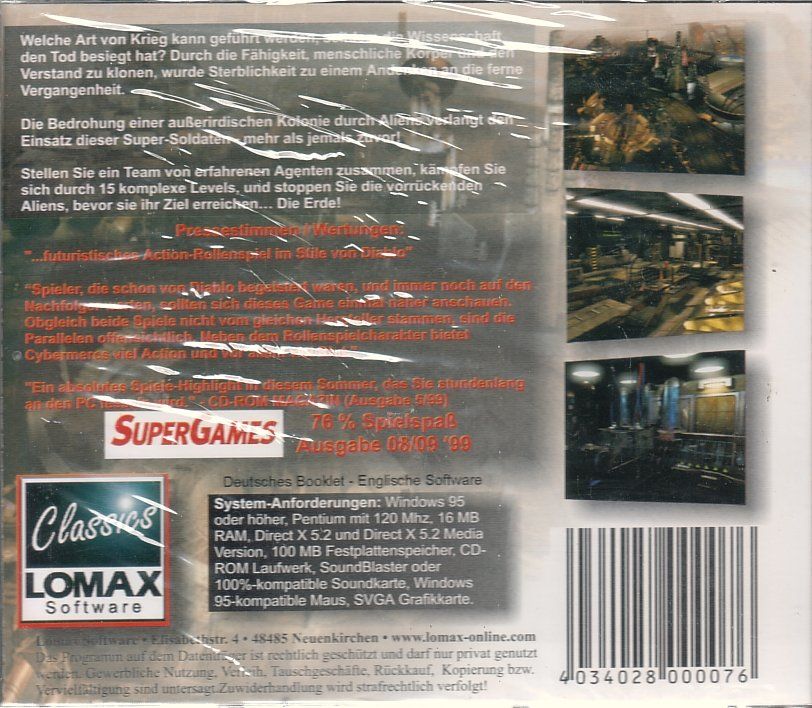 Welche Art von Krieg kann geführt werden, die Wissenschaft
den Tod besiegt hat? Durch die Fähigkeit, menschliche Körper und den
Verstand zu klonen, wurde Sterblichkeit zu einem Andenken an die ferne
Vergangenheit.
Die Bedrohung einer außerirdischen Kolonie durch Aliens verlangt den
Einsatz dieser Super-Soldaten - mehr als jemals zuvor!
Stellen Sie ein Team von erfahrenen Agenten zusammen, kämpfen Sie
sich durch 15 komplexe Levels, und stoppen Sie die vorrückenden
Aliens, bevor sie ihr Ziel erreichen... Die Erde!
Pressestimmen / Wertungen:
"...futuristisches Action-Rollenspiel im Stile von Diablo"
"Spieler, die schon von Diablo begeistert waren, und immer noch auf den
Nachfolger warten, sollten sich dieses Game einmal näher anschauen.
Obgleich beide Spiele nicht vom gleichen Hersteller stammen, sind die
Parallelen offensichtlich. Neben dem Rollenspielcharakter bietet
Cybermerce viel Action und vor
"Ein absolutes Spiele-Highlight in diesem Sommer, das Sie stundenlang
an den PC fesseln wird." - CD-ROM MAGAZIN (Ausgabe 5/99)
SUPERGAMES
76 % Spielspaß
Ausgabe 08/09 '99
Deutsches Booklet - Englische Software
Classics
LOMAX
Software
System-Anforderungen: Windows 95
oder höher, Pentium mit 120 Mhz, 16 MB
RAM, Direct X 5.2 und Direct X 5.2 Media
Version, 100 MB Festplattenspeicher, CD-
ROM Laufwerk, SoundBlaster oder
100%-kompatible Soundkarte, Windows
95-kompatible Maus, SVGA Grafikkarte.
Lomax Software • Elisabethstr. 4 • 48485 Neuenkirchen • www.lomax-online.com
Das Programm auf dem Datenträger ist rechtlich geschützt und darf nur privat genutzt
werden. Gewerbliche Nutzung, Verleih, Tauschgeschäfte, Rückkauf, Kopierung bzw.
Vervielfältigung sind untersagt. Zuwiderhandlung wird strafrechtlich verfolgt!
4 034028 000076